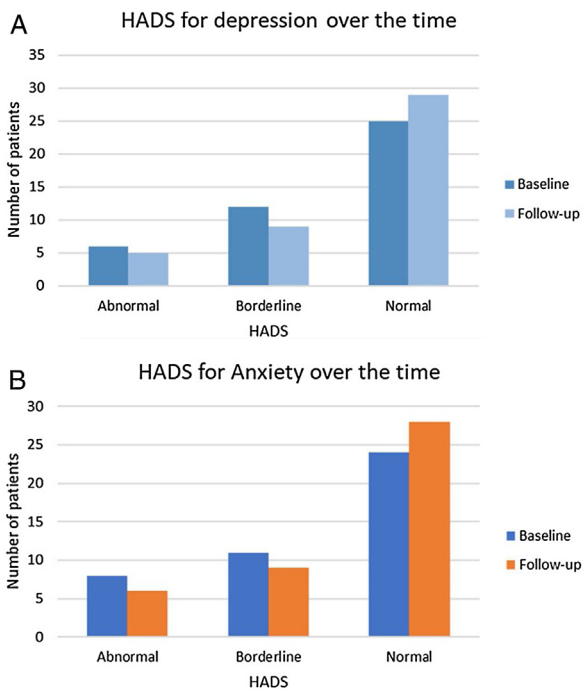 A
HADS for depression over the time
Number of patients
35
30
25
20
15
10
5
0
Abnormal Borderline Normal
HADS
Baseline
Follow-up
B
HADS for Anxiety over the time
Number of patients
30
25
20
15
10
5
0
Abnormal Borderline Normal
HADS
Baseline
Follow-up